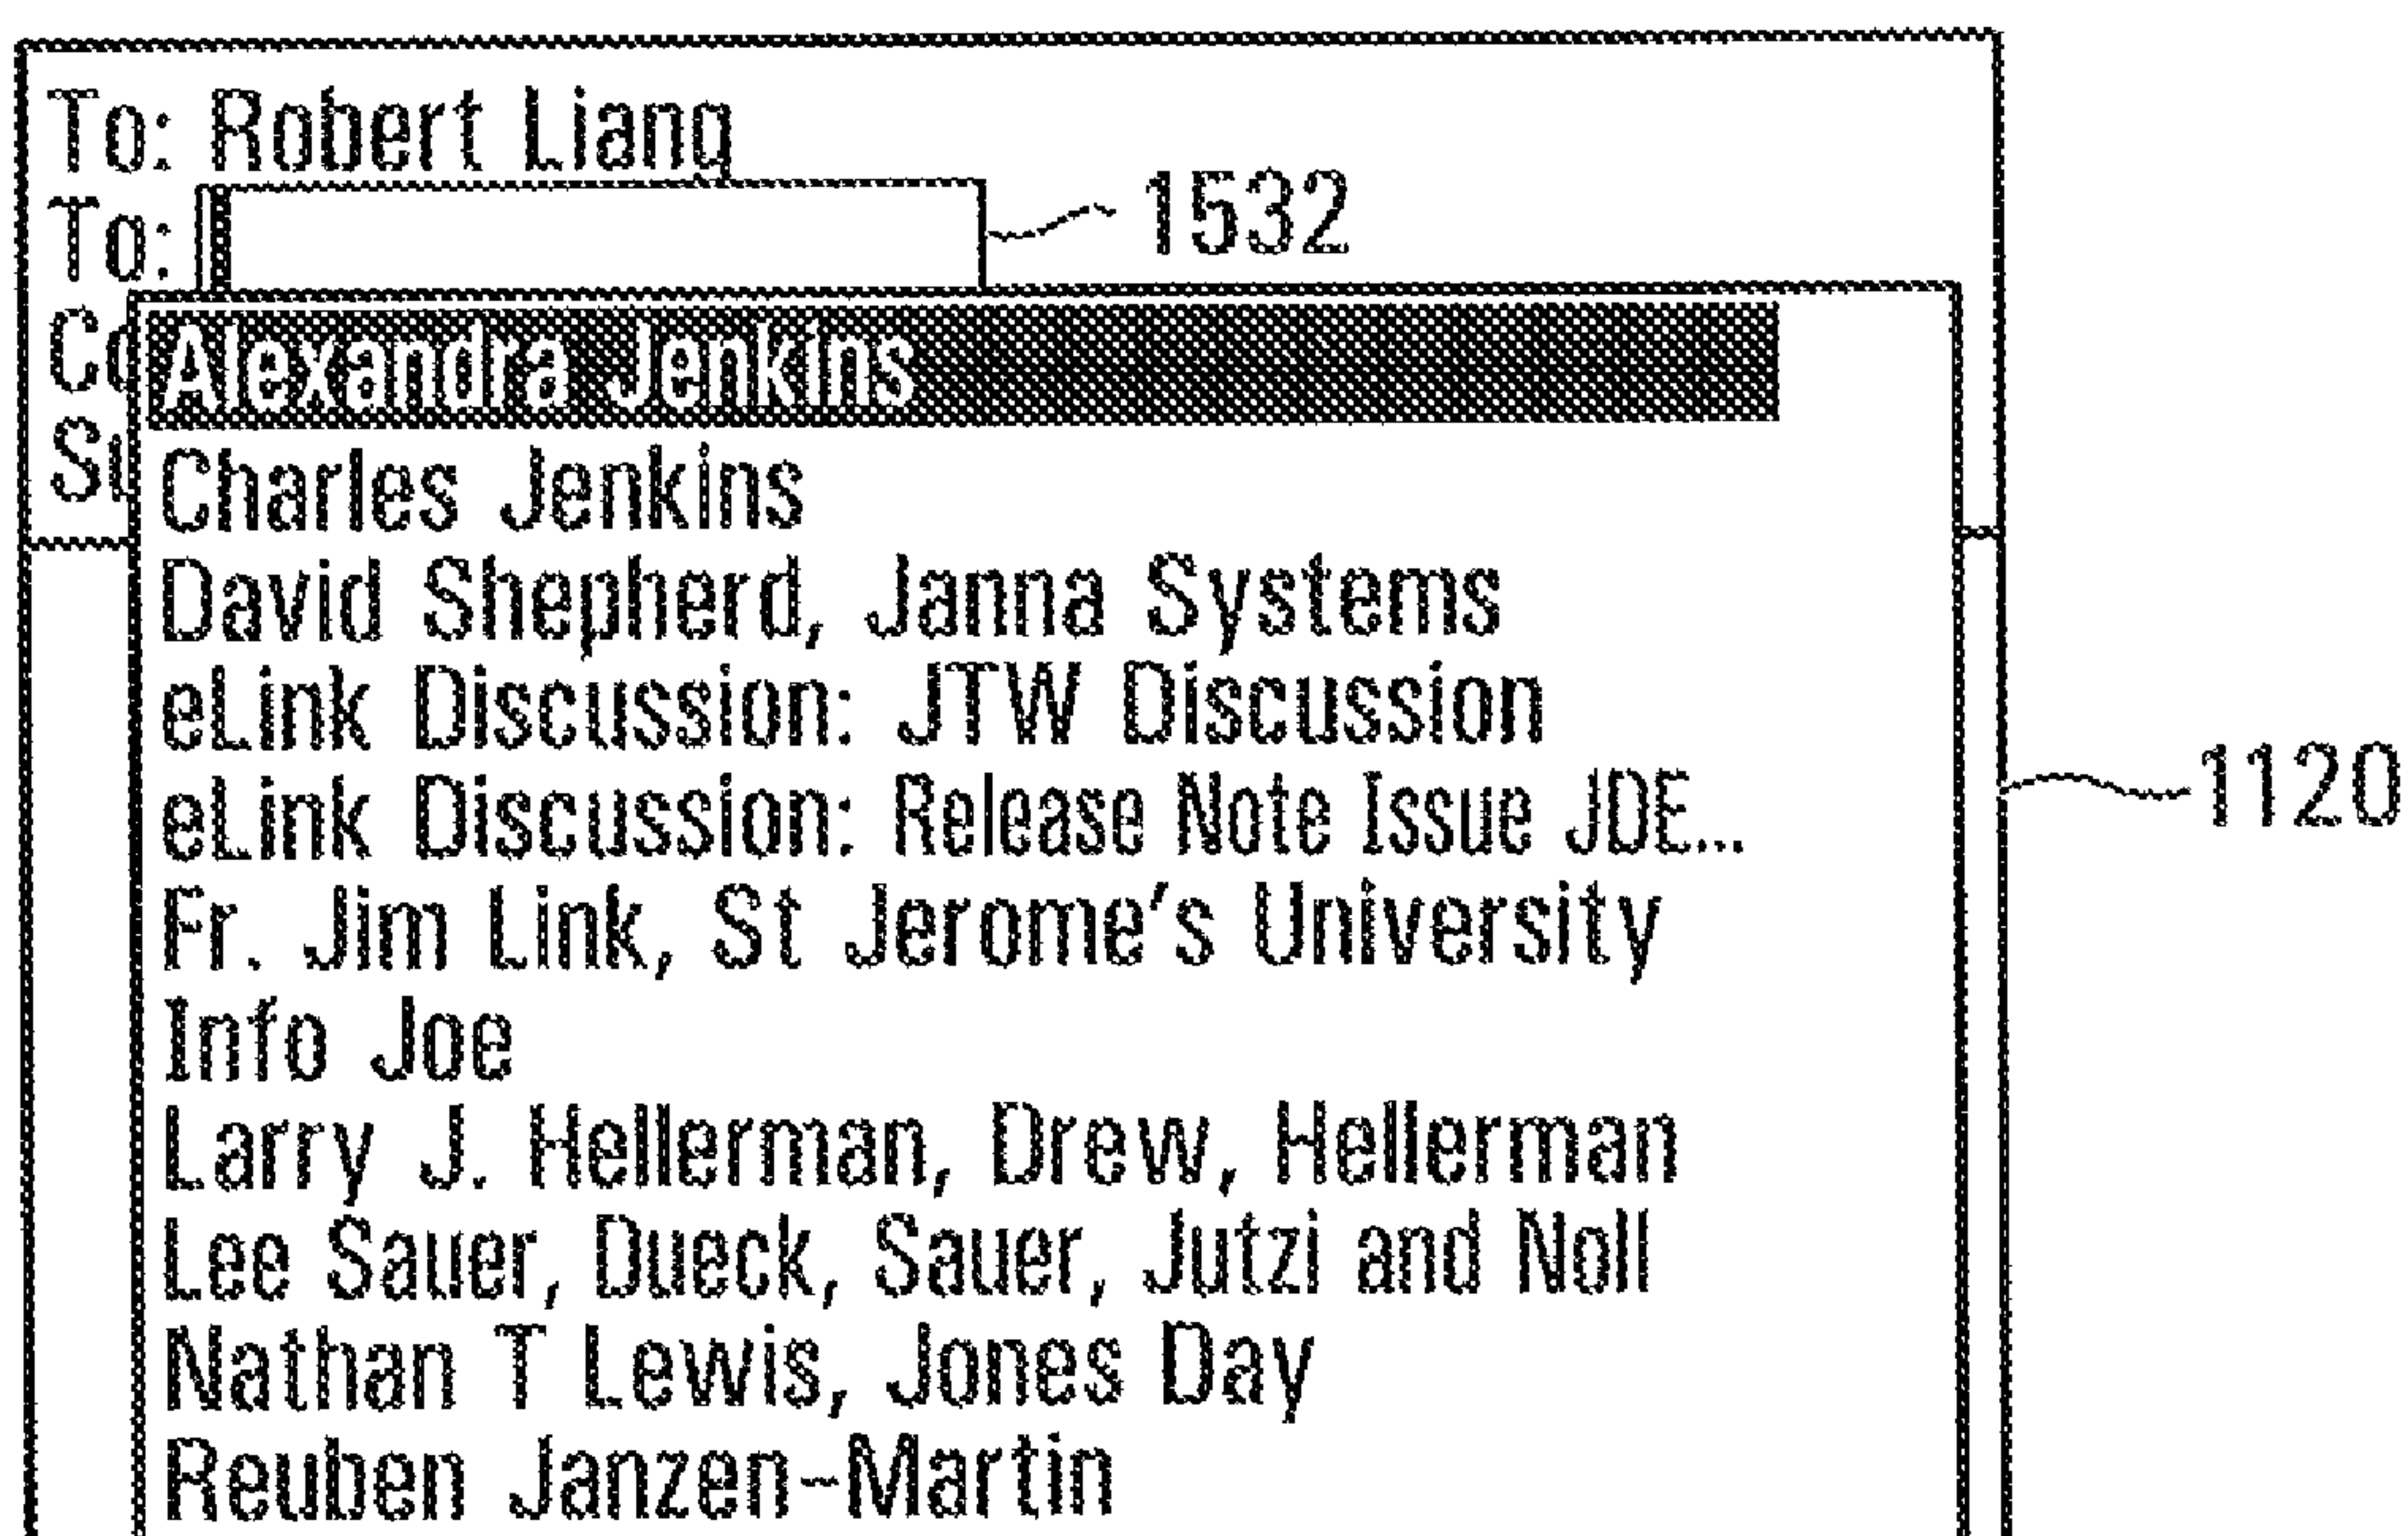 To: Robert Liang
To:
1532
Alexandra Jenkins
Charles Jenkins
David Shepherd, Janna Systems
eLink Discussion: JTW Discussion
eLink Discussion: Release Note Issue JDE...
1120
Fr. Jim Link, St Jerome's University
Info Joe
Larry J. Hellerman, Drew, Hellerman
Lee Sauer, Dueck, Sauer, Jutzi and Noll
Nathan T Lewis, Jones Day
Reuben Janzen-Martin